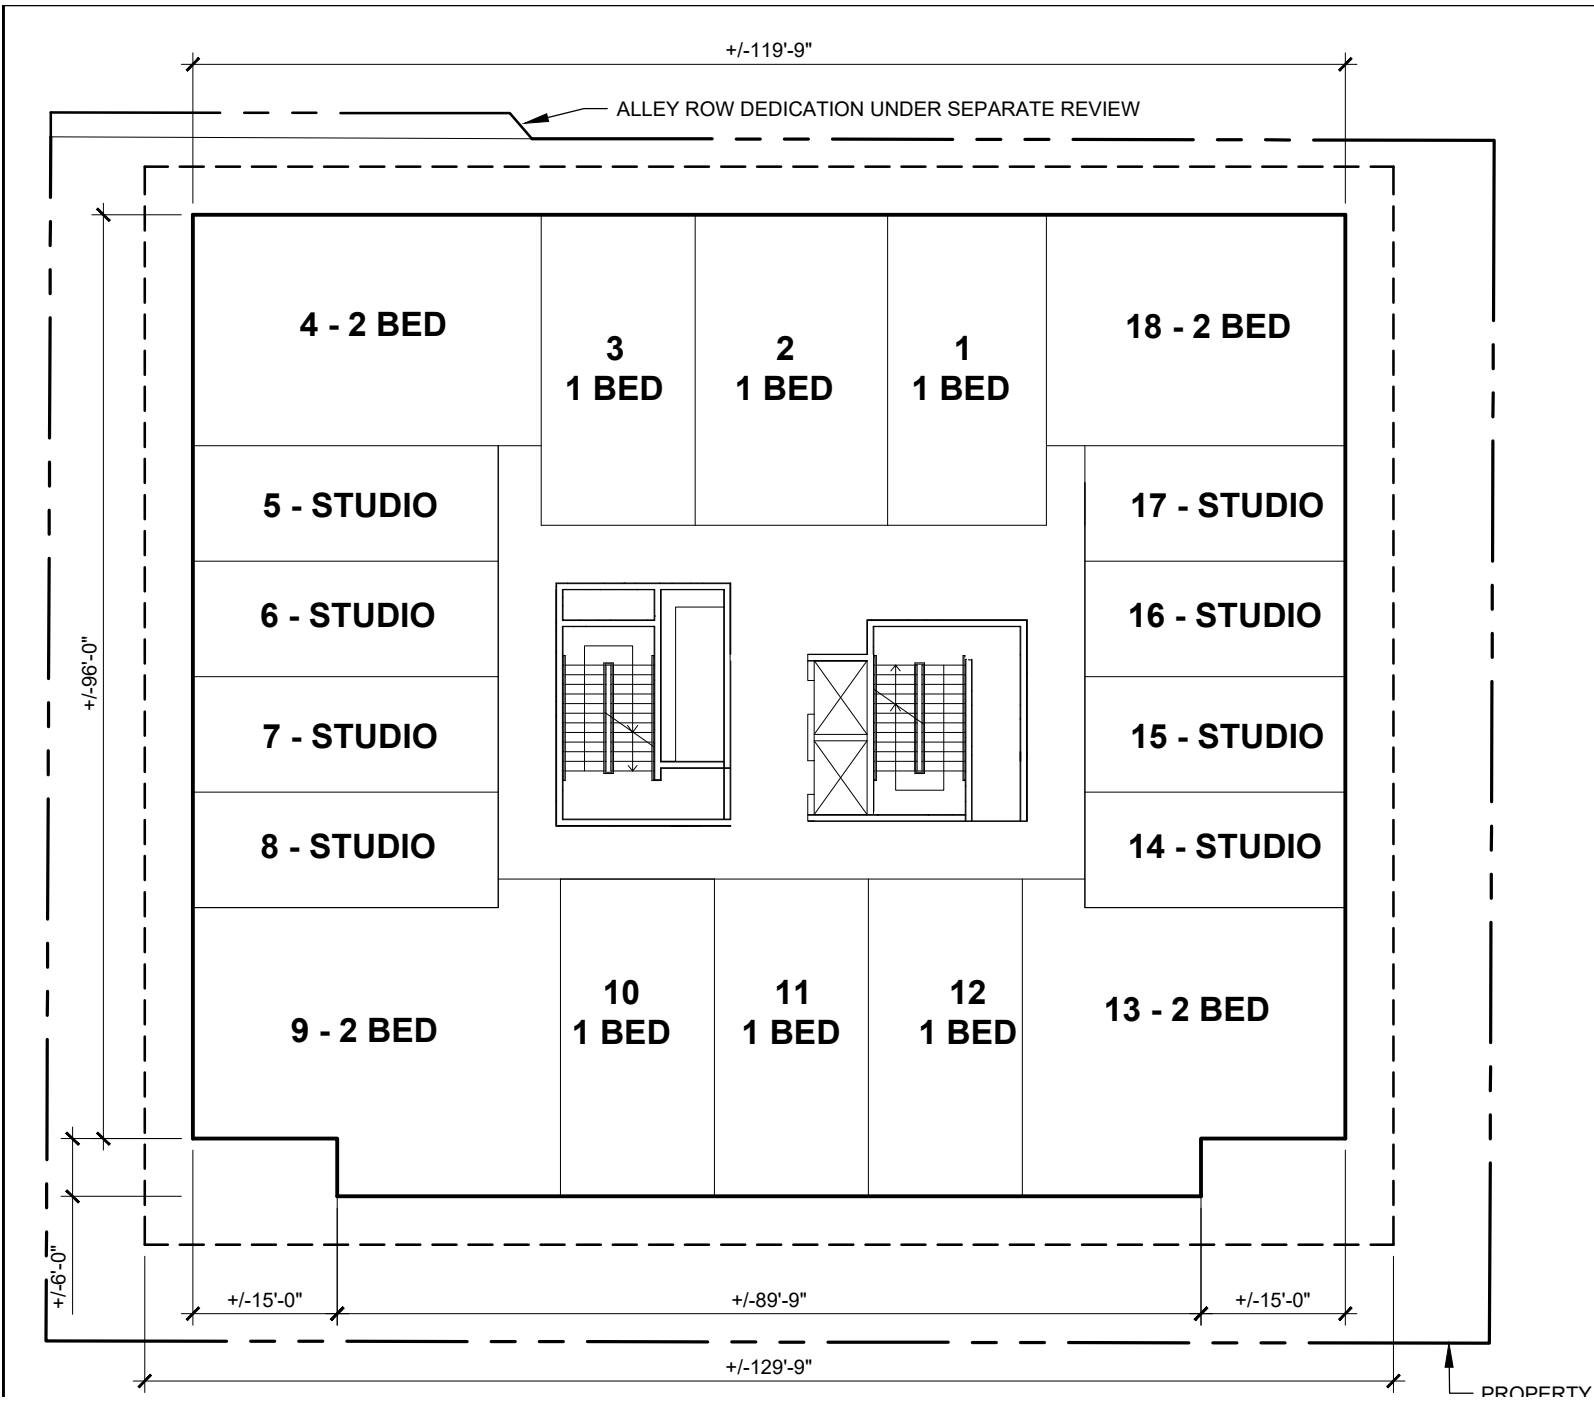 +/-119'-9"
ALLEY ROW DEDICATION UNDER SEPARATE REVIEW
4 - 2 BED
3
1 BED
2
1 BED
1
1 BED
18 - 2 BED
5 - STUDIO
17 - STUDIO
6 - STUDIO
16 - STUDIO
+/-96'-0"
7 - STUDIO
15 - STUDIO
8 - STUDIO
14 - STUDIO
9 - 2 BED
10
1 BED
11
1 BED
12
1 BED
13 - 2 BED
+/-6'-0"
+/-15'-0"
+/-89'-9"
+/-15'-0"
+/-129'-9"
PROPERTY